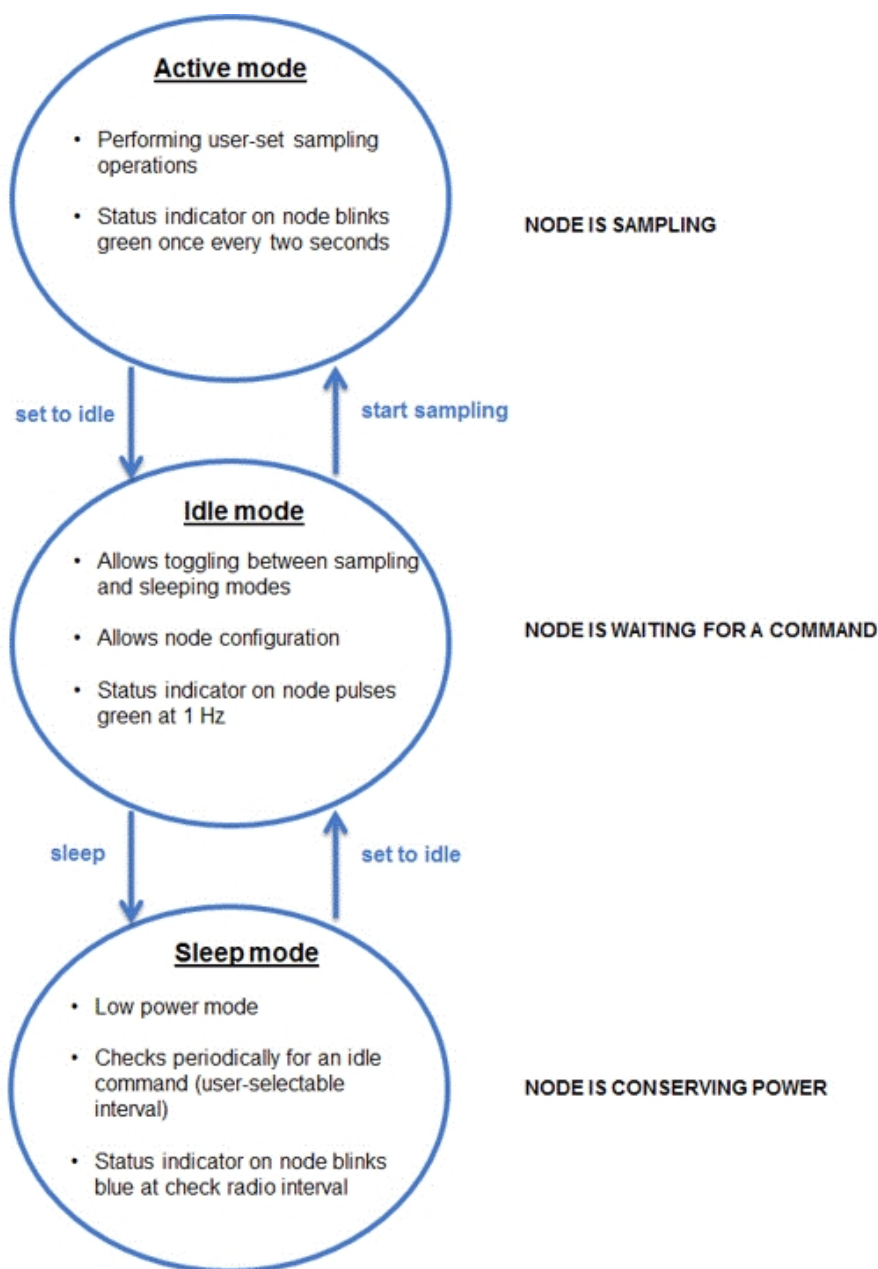 Active mode
• Performing user-set sampling
operations
• Status indicator on node blinks
green once every two seconds
NODE IS SAMPLING
set to idle
start sampling
Idle mode
• Allows toggling between sampling
and sleeping modes
• Allows node configuration
• Status indicator on node pulses
green at 1 Hz
NODE IS WAITING FOR A COMMAND
sleep
set to idle
Sleep mode
• Low power mode
• Checks periodically for an idle
command (user-selectable
interval)
• Status indicator on node blinks
blue at check radio interval
NODE IS CONSERVING POWER